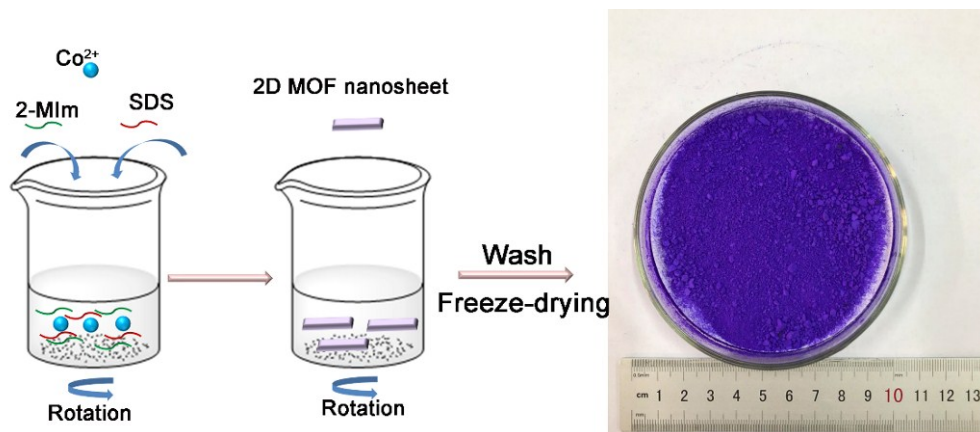 Co²⁺
2-MIm
SDS
2D MOF nanosheet
Wash
Freeze-drying
Rotation
Rotation
cm 1 2 3 4 5 6 7 8 9 10 11 12 13